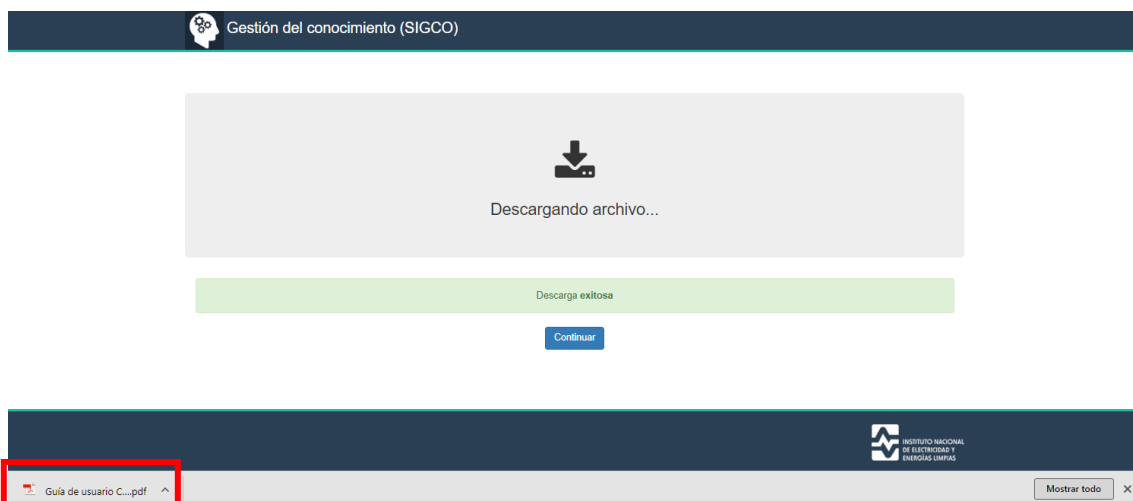 Gestión del conocimiento (SIGCO)
Descargando archivo...
Descarga exitosa
Continuar
INSTITUTO NACIONAL
DE ELECTRICIDAD Y
ENERGÍAS LIMPIAS
Guía de usuario C....pdf
Mostrar todo